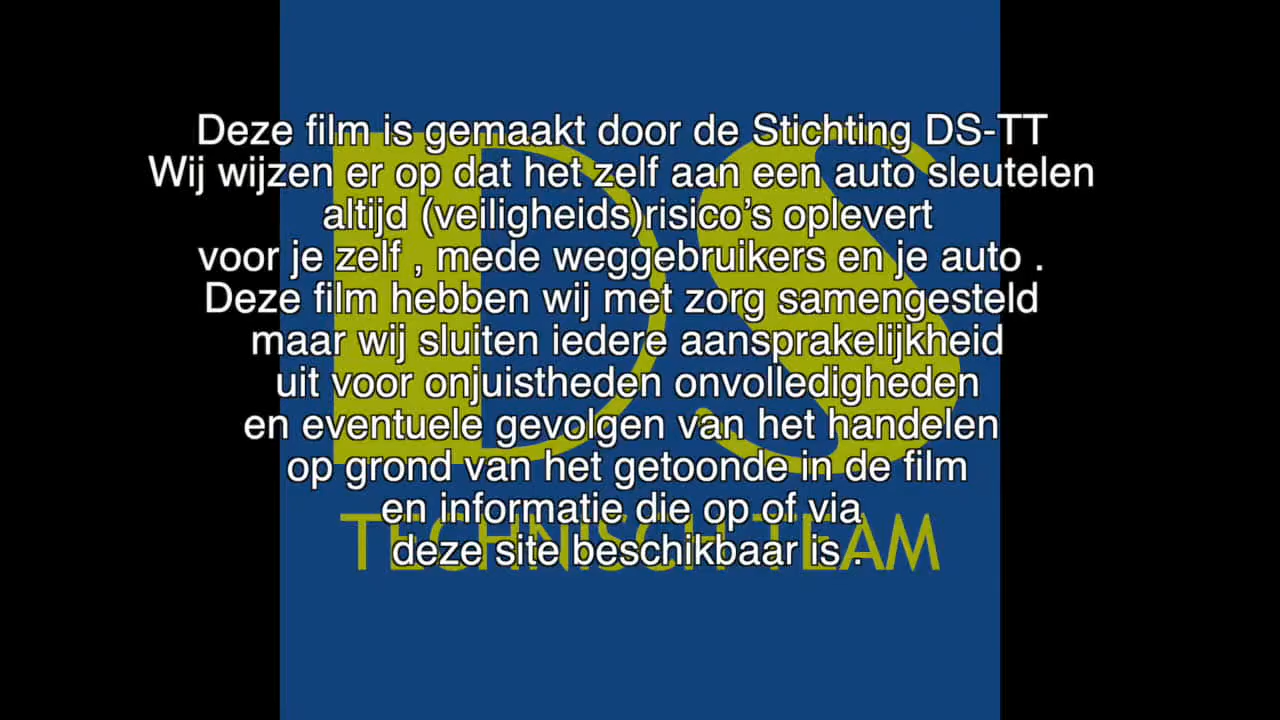 Deze film is gemaakt door de Stichting DS-TT
Wij wijzen er op dat het zelf aan een auto sleutelen
altijd (veiligheids)risico's oplevert
voor je zelf , mede weggebruikers en je auto .
Deze film hebben wij met zorg samengesteld
maar wij sluiten iedere aansprakelijkheid
uit voor onjuistheden onvolledigheden
en eventuele gevolgen van het handelen
op grond van het getoonde in de film
en informatie die op of via
deze site beschikbaar is .
DS
TECHNISCH TEAM